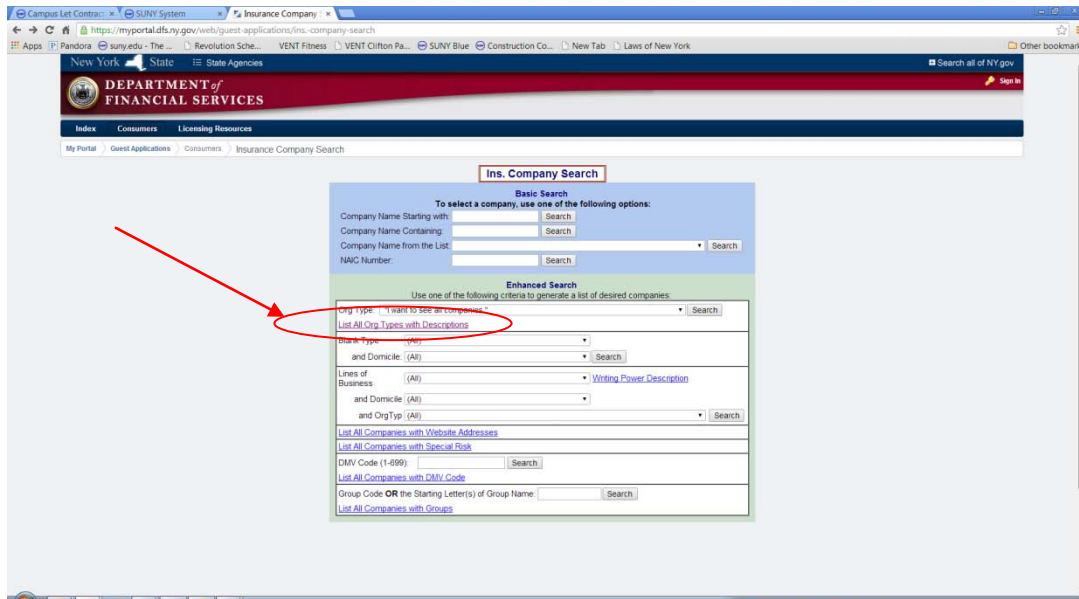 Campus Let Contract
SUNY System
Insurance Company S
https://myportal.dfs.ny.gov/web/guest-applications/ins.-company-search
Apps Pandora suny.edu - The ... Revolution Sche... VENT Fitness VENT Clifton Pa... SUNY Blue Construction Co... New Tab Laws of New York Other bookmark
New York State State Agencies Search all of NY.gov
DEPARTMENT of
FINANCIAL SERVICES
Sign In
Index Consumers Licensing Resources
My Portal Guest Applications Consumers Insurance Company Search
Ins. Company Search
Basic Search
To select a company, use one of the following options:
Company Name Starting with: Search
Company Name Containing: Search
Company Name from the List: Search
NAIC Number: Search
Enhanced Search
Use one of the following criteria to generate a list of desired companies:
Org Type: "I want to see all companies." Search
List All Org Types with Descriptions
Blank Type (All)
and Domicile: (All) Search
Lines of
Business (All) Writing Power Description
and Domicile (All)
and OrgTyp (All) Search
List All Companies with Website Addresses
List All Companies with Special Risk
DMV Code (1-699): Search
List All Companies with DMV Code
Group Code OR the Starting Letter(s) of Group Name: Search
List All Companies with Groups